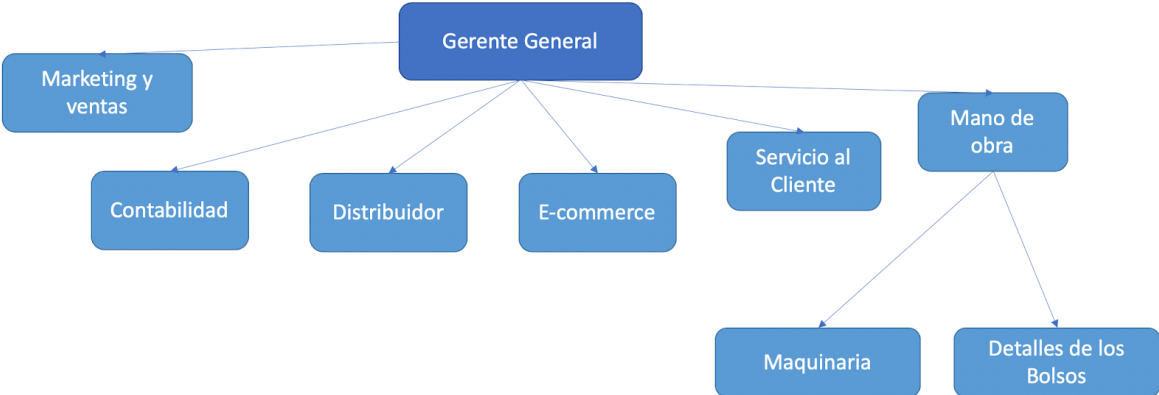 Gerente General
Marketing y
ventas
Mano de
obra
Servicio al
Cliente
Contabilidad
Distribuidor
E-commerce
Maquinaria
Detalles de los
Bolsos